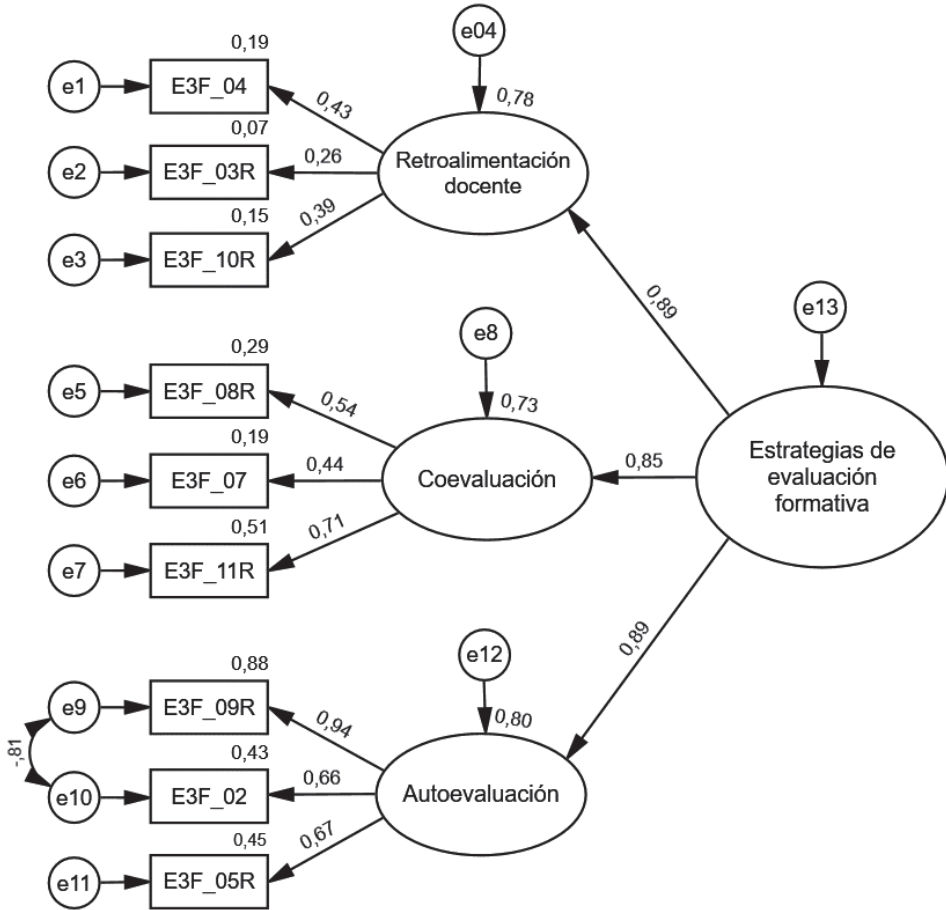 e04
0,19
e1
E3F_04
0,43
0,78
0,07
e2
E3F_03R
0,26
Retroalimentación
docente
0,15
e3
E3F_10R
0,39
0,89
e13
e8
0,29
e5
E3F_08R
0,54
0,73
0,19
e6
E3F_07
0,44
Coevaluación
0,85
Estrategias de
evaluación
formativa
0,51
e7
E3F_11R
0,71
0,89
e12
0,88
e9
E3F_09R
0,94
0,80
-,81
0,43
e10
E3F_02
0,66
Autoevaluación
0,45
e11
E3F_05R
0,67